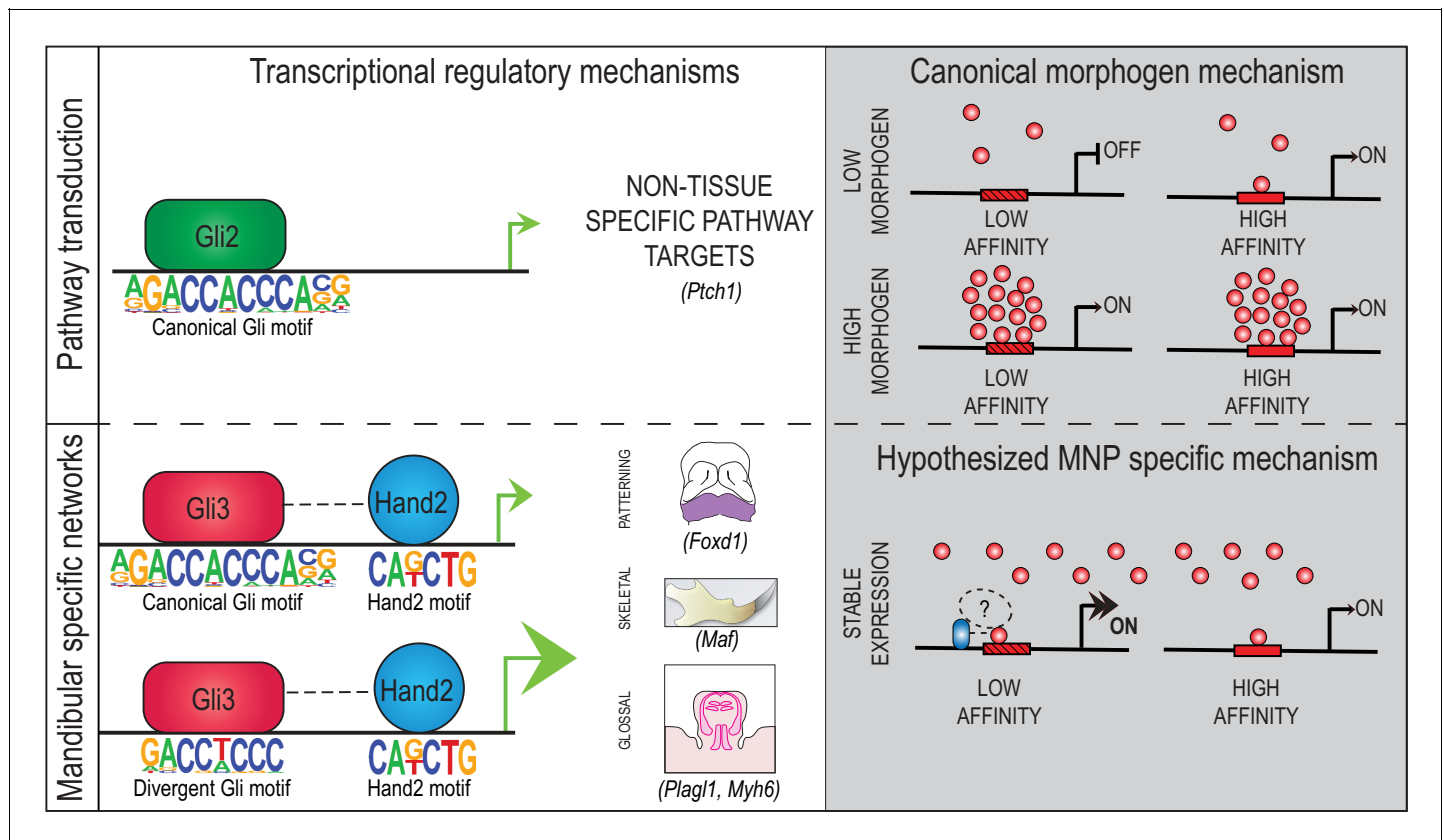 Transcriptional regulatory mechanisms
Pathway transduction
Gli2
AGACCACCCACG
Canonical Gli motif
NON-TISSUE
SPECIFIC PATHWAY
TARGETS
(Ptch1)
Mandibular specific networks
Gli3
Hand2
AGACCACCCACG
CAGCTG
Canonical Gli motif
Hand2 motif
Gli3
Hand2
GACCTCCC
CAGCTG
Divergent Gli motif
Hand2 motif
PATTERNING
(Foxd1)
SKELETAL
(Maf)
GLOSSAL
(Plagl1, Myh6)
Canonical morphogen mechanism
LOW
MORPHOGEN
OFF
LOW
AFFINITY
ON
HIGH
AFFINITY
HIGH
MORPHOGEN
ON
LOW
AFFINITY
ON
HIGH
AFFINITY
Hypothesized MNP specific mechanism
STABLE
EXPRESSION
?
ON
LOW
AFFINITY
ON
HIGH
AFFINITY